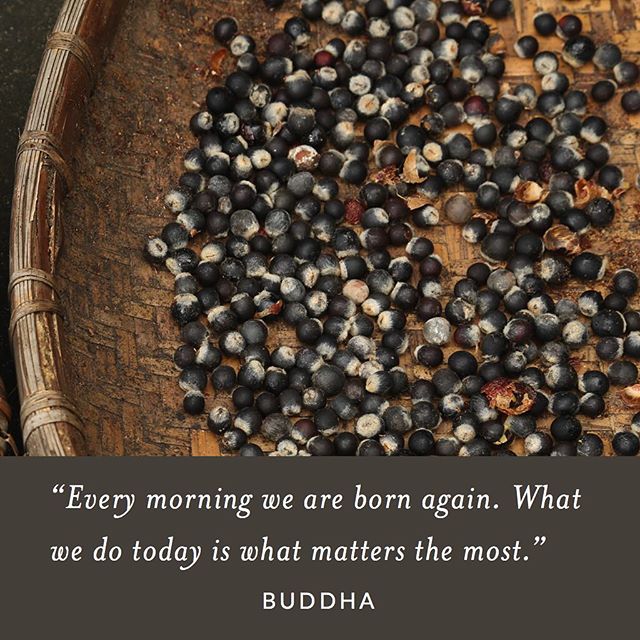 “Every morning we are born again. What
we do today is what matters the most.”
BUDDHA